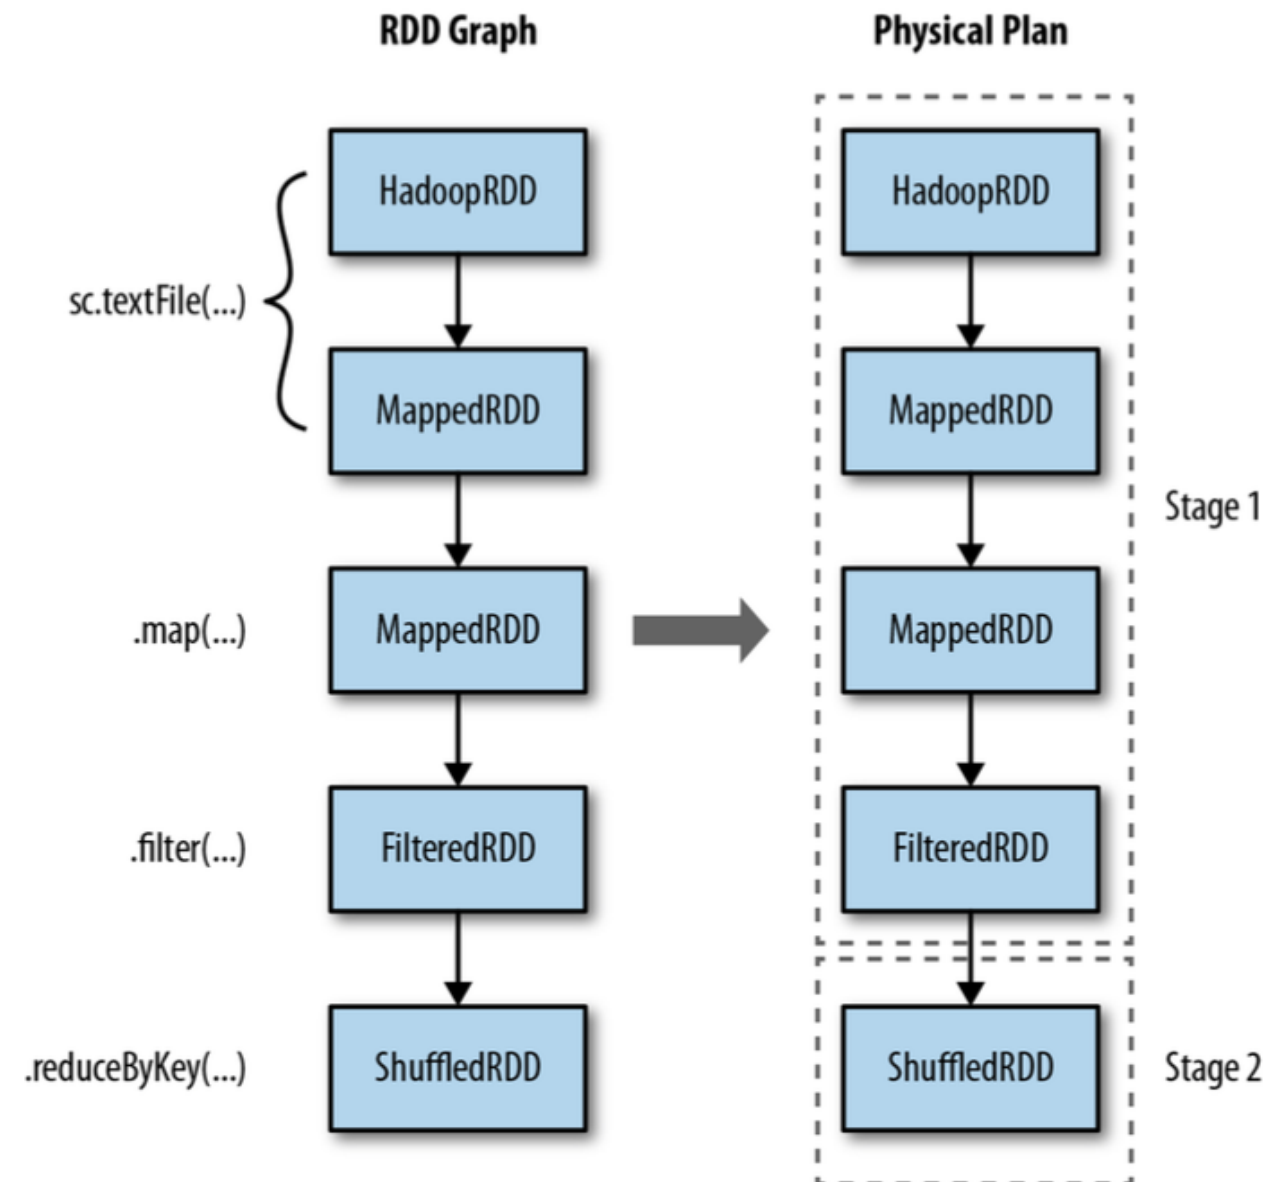 RDD Graph
Physical Plan
HadoopRDD
HadoopRDD
sc.textFile(...)
MappedRDD
MappedRDD
Stage 1
.map(...)
MappedRDD
MappedRDD
.filter(...)
FilteredRDD
FilteredRDD
.reduceByKey(...)
ShuffledRDD
ShuffledRDD
Stage 2